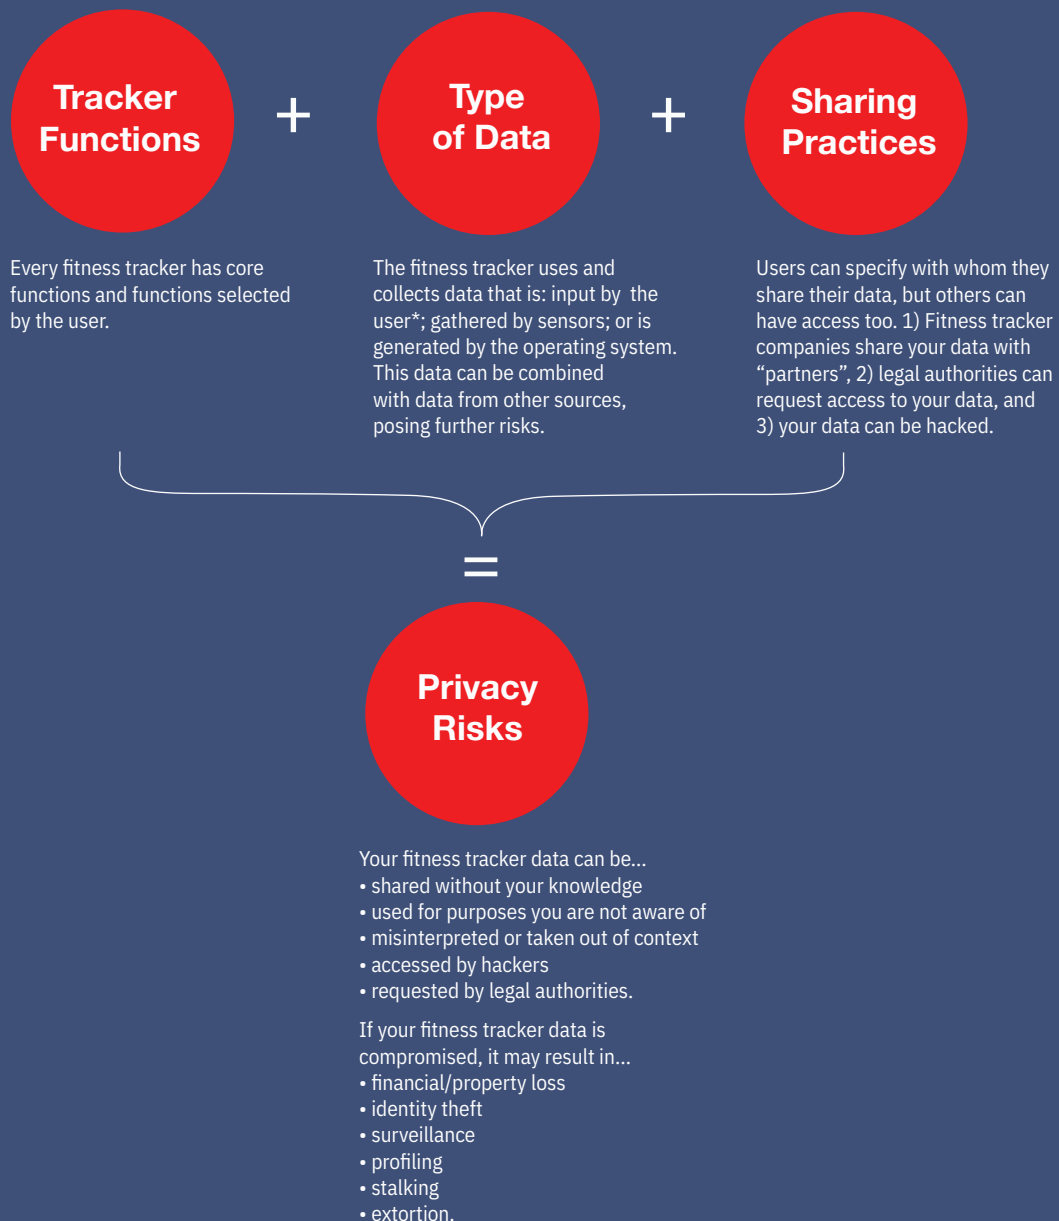 Tracker
Functions
+
Type
of Data
+
Sharing
Practices
Every fitness tracker has core
functions and functions selected
by the user.
The fitness tracker uses and
collects data that is: input by  the
user*; gathered by sensors; or is
generated by the operating system.
This data can be combined
with data from other sources,
posing further risks.
Users can specify with whom they
share their data, but others can
have access too. 1) Fitness tracker
companies share your data with
“partners”, 2) legal authorities can
request access to your data, and
3) your data can be hacked.
=
Privacy
Risks
Your fitness tracker data can be...
• shared without your knowledge
• used for purposes you are not aware of
• misinterpreted or taken out of context
• accessed by hackers
• requested by legal authorities.
If your fitness tracker data is
compromised, it may result in...
• financial/property loss
• identity theft
• surveillance
• profiling
• stalking
• extortion.